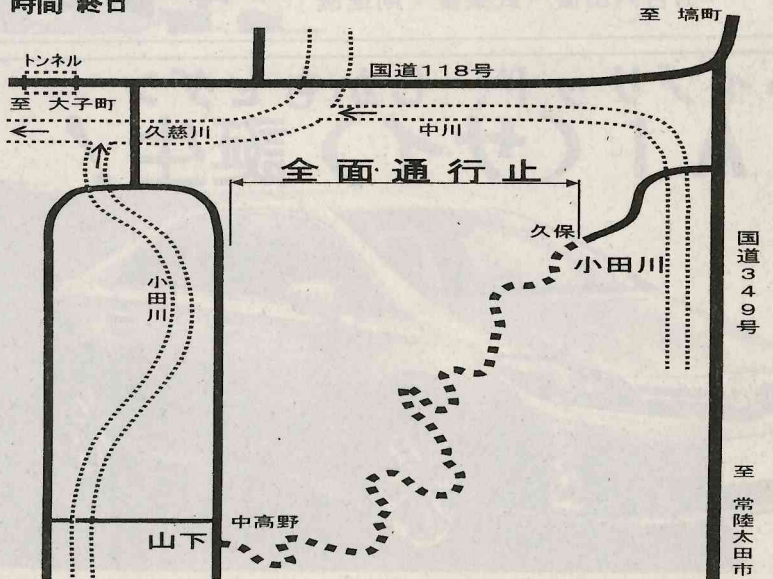 時間 終日
至 塙町
トンネル
国道118号
至 大子町
久慈川
中川
全面通行止
久保
小田川
小田川
国道349号
中高野
山下
至 常陸太田市